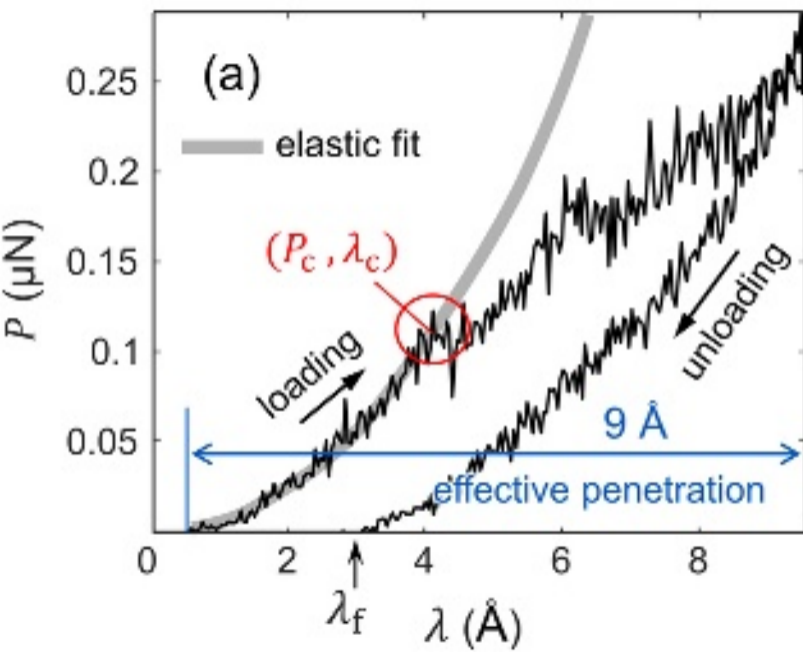 (a)
elastic fit
(Pc , λc)
loading
unloading
9 Å
effective penetration
P (μN)
0.25
0.2
0.15
0.1
0.05
0 2 4 6 8
λf
λ (Å)